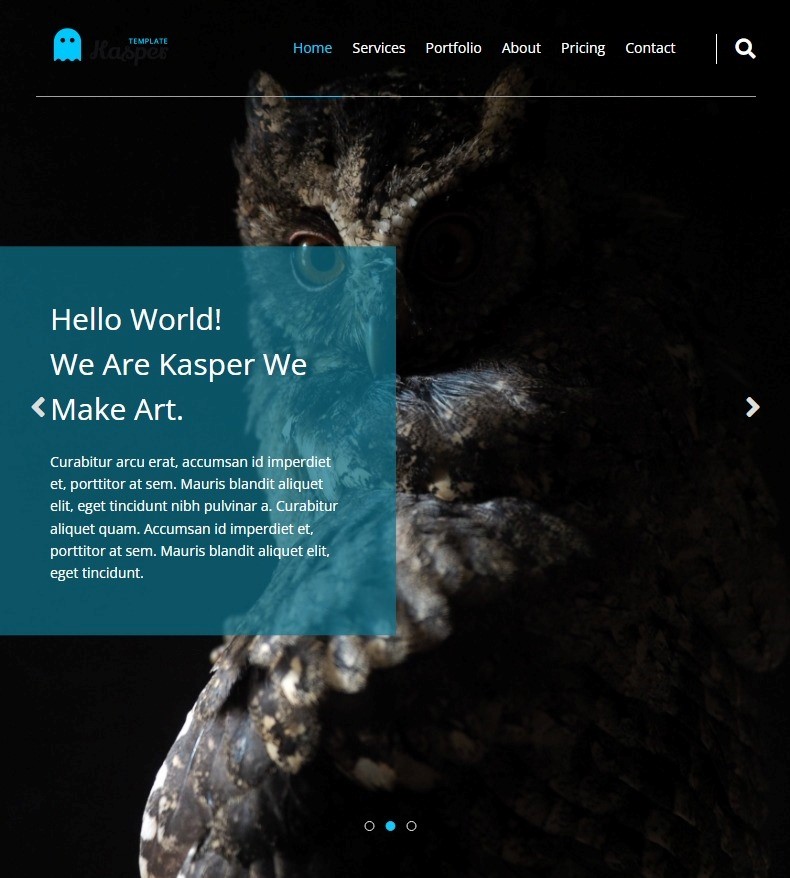 TEMPLATE
Kasper
Home Services Portfolio About Pricing Contact
Hello World!
We Are Kasper We
Make Art.
Curabitur arcu erat, accumsan id imperdiet
et, porttitor at sem. Mauris blandit aliquet
elit, eget tincidunt nibh pulvinar a. Curabitur
aliquet quam. Accumsan id imperdiet et,
porttitor at sem. Mauris blandit aliquet elit,
eget tincidunt.